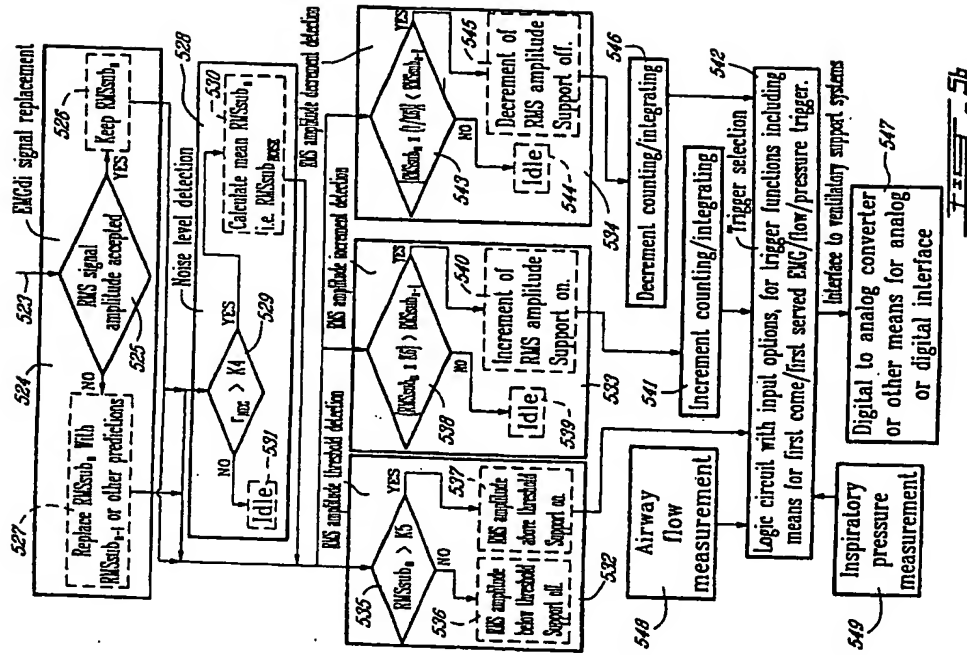 523
EMGdi signal replacement
524
526
RMS signal
amplitude accepted
525
YES
Keep RMSsubₙ
NO
527
Replace RMSsubₙ With
RMSsubₙ₋₁ or other predictions
Noise level detection
528
YES
530
Calculate mean RMSsubₙ
i.e. RMSsub
529
NO
531
Idle
RMS amplitude threshold detection
RMS amplitude increment detection
RMS amplitude decrement detection
535
RMSsubₙ > K5
YES
537
NO
536
RMS amplitude
below threshold
Support off.
RMS amplitude
above threshold
Support on.
532
538
YES
540
NO
539
Idle
Increment of
RMS amplitude
Support on.
533
543
YES
545
NO
544
Idle
Decrement of
RMS amplitude
Support off.
534
546
Decrement counting/integrating
541
Increment counting/integrating
548
Airway
flow
measurement
Trigger selection
542
Logic circuit with input options, for trigger functions including
means for first come/first served EMG/flow/pressure trigger.
549
Inspiratory
pressure
measurement
Interface to ventilatory support systems
547
Digital to analog converter
or other means for analog
or digital interface